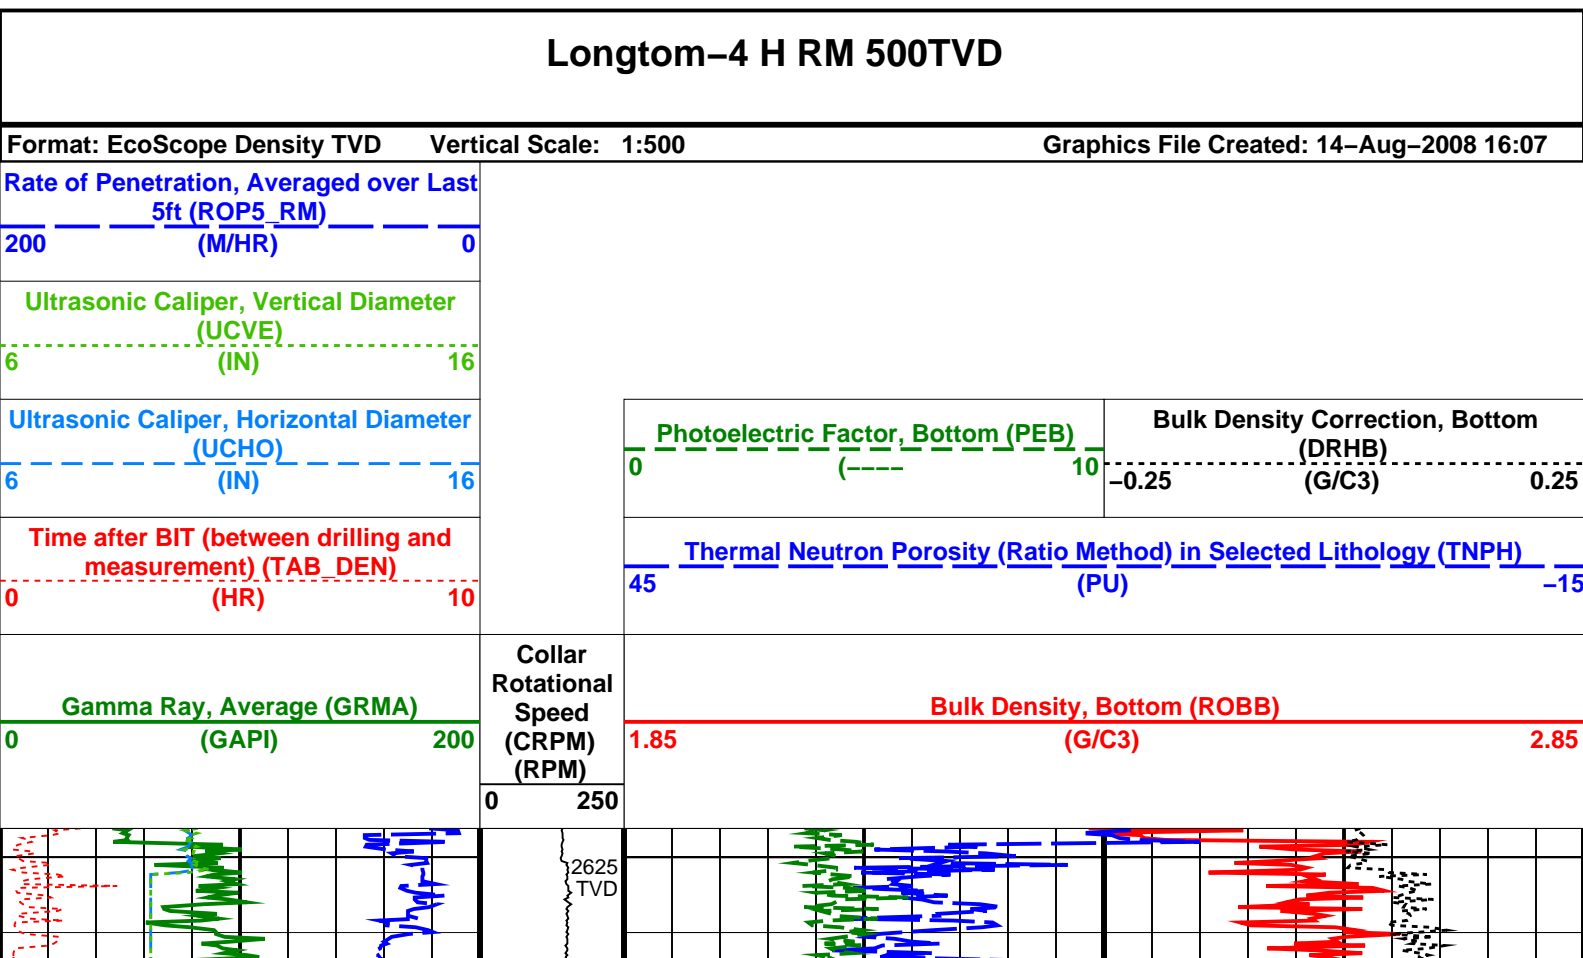 Longtom−4 H RM 500TVD
Format: EcoScope Density TVD Vertical Scale: 1:500 Graphics File Created: 14−Aug−2008 16:07
Rate of Penetration, Averaged over Last
5ft (ROP5_RM)
200 (M/HR) 0
Ultrasonic Caliper, Vertical Diameter
(UCVE)
6 (IN) 16
Ultrasonic Caliper, Horizontal Diameter
(UCHO)
6 (IN) 16
Photoelectric Factor, Bottom (PEB)
0 (−−−− 10
Bulk Density Correction, Bottom
(DRHB)
−0.25 (G/C3) 0.25
Time after BIT (between drilling and
measurement) (TAB_DEN)
0 (HR) 10
Thermal Neutron Porosity (Ratio Method) in Selected Lithology (TNPH)
45 (PU) −15
Gamma Ray, Average (GRMA)
0 (GAPI) 200
Collar
Rotational
Speed
(CRPM)
(RPM)
0 250
Bulk Density, Bottom (ROBB)
1.85 (G/C3) 2.85
2625
TVD